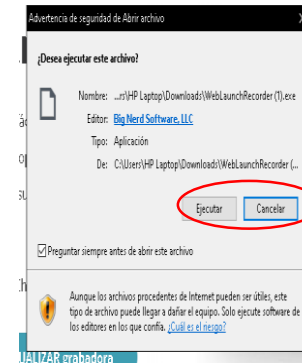 Advertencia de seguridad de Abrir archivo
¿Desea ejecutar este archivo?
Nombre: ...rs\HP Laptop\Downloads\WebLaunchRecorder (1).exe
Editor: Big Nerd Software, LLC
Tipo: Aplicación
De: C:\Users\HP Laptop\Downloads\WebLaunchRecorder (...
Ejecutar Cancelar
Preguntar siempre antes de abrir este archivo
Aunque los archivos procedentes de Internet pueden ser útiles, este
tipo de archivo puede llegar a dañar el equipo. Solo ejecute software de
los editores en los que confía. ¿Cuál es el riesgo?
UALIZAR grabadora